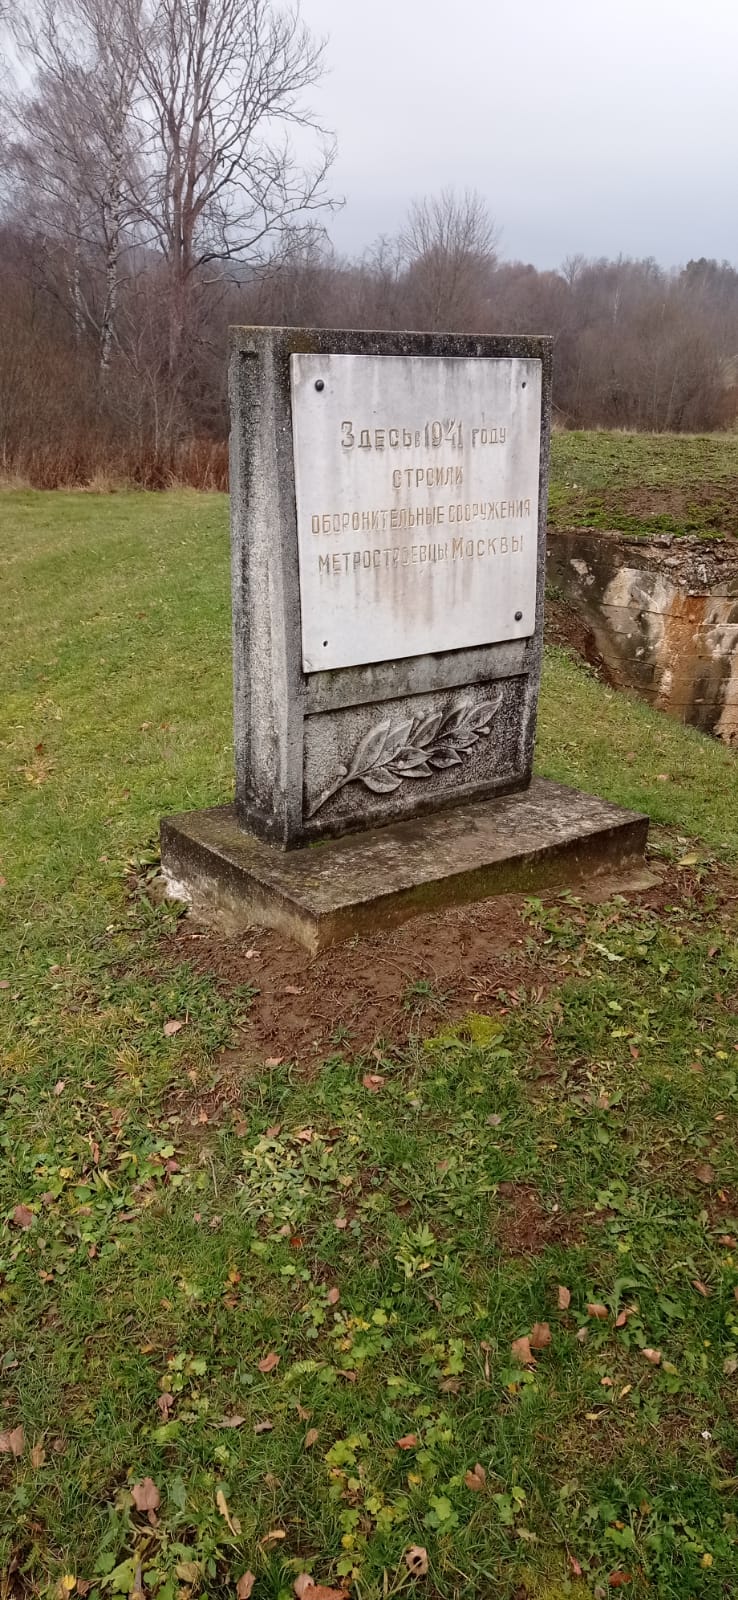 Здесь в 1941 году
строили
оборонительные сооружения
метростроевцы Москвы